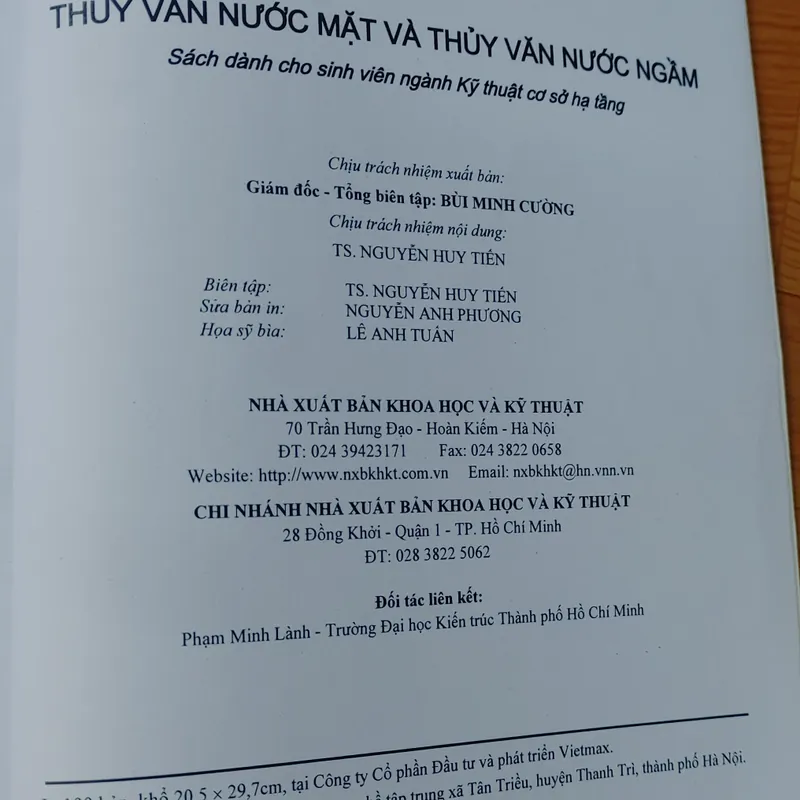 THỦY VĂN NƯỚC MẶT VÀ THỦY VĂN NƯỚC NGẦM
Sách dành cho sinh viên ngành Kỹ thuật cơ sở hạ tầng
Chịu trách nhiệm xuất bản:
Giám đốc - Tổng biên tập: BÙI MINH CƯỜNG
Chịu trách nhiệm nội dung:
TS. NGUYỄN HUY TIẾN
Biên tập: TS. NGUYỄN HUY TIẾN
Sửa bản in: NGUYỄN ANH PHƯƠNG
Họa sỹ bìa: LÊ ANH TUẤN
NHÀ XUẤT BẢN KHOA HỌC VÀ KỸ THUẬT
70 Trần Hưng Đạo - Hoàn Kiếm - Hà Nội
ĐT: 024 39423171 Fax: 024 3822 0658
Website: http://www.nxbkhkt.com.vn Email: nxbkhkt@hn.vnn.vn
CHI NHÁNH NHÀ XUẤT BẢN KHOA HỌC VÀ KỸ THUẬT
28 Đồng Khởi - Quận 1 - TP. Hồ Chí Minh
ĐT: 028 3822 5062
Đối tác liên kết:
Phạm Minh Lành - Trường Đại học Kiến trúc Thành phố Hồ Chí Minh
khổ 20,5 × 29,7cm, tại Công ty Cổ phần Đầu tư và phát triển Vietmax.
tập trung xã Tân Triều, huyện Thanh Trì, thành phố Hà Nội.